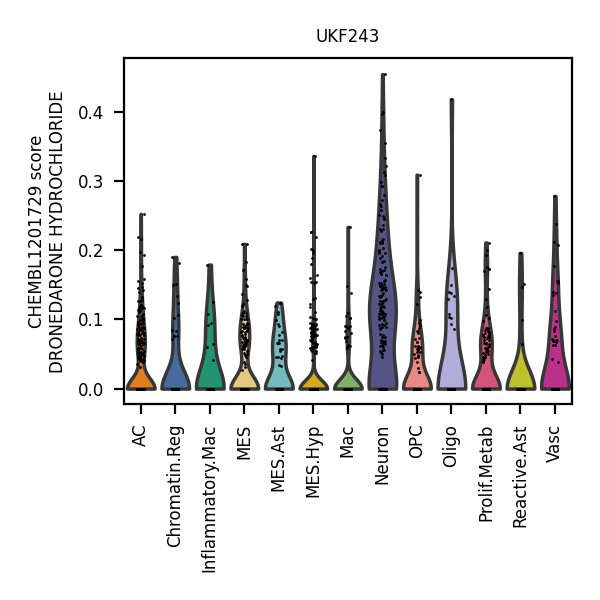 UKF243
CHEMBL1201729 score
DRONEDARONE HYDROCHLORIDE
0.4
0.3
0.2
0.1
0.0
AC
Chromatin.Reg
Inflammatory.Mac
MES
MES.Ast
MES.Hyp
Mac
Neuron
OPC
Oligo
Prolif.Metab
Reactive.Ast
Vasc